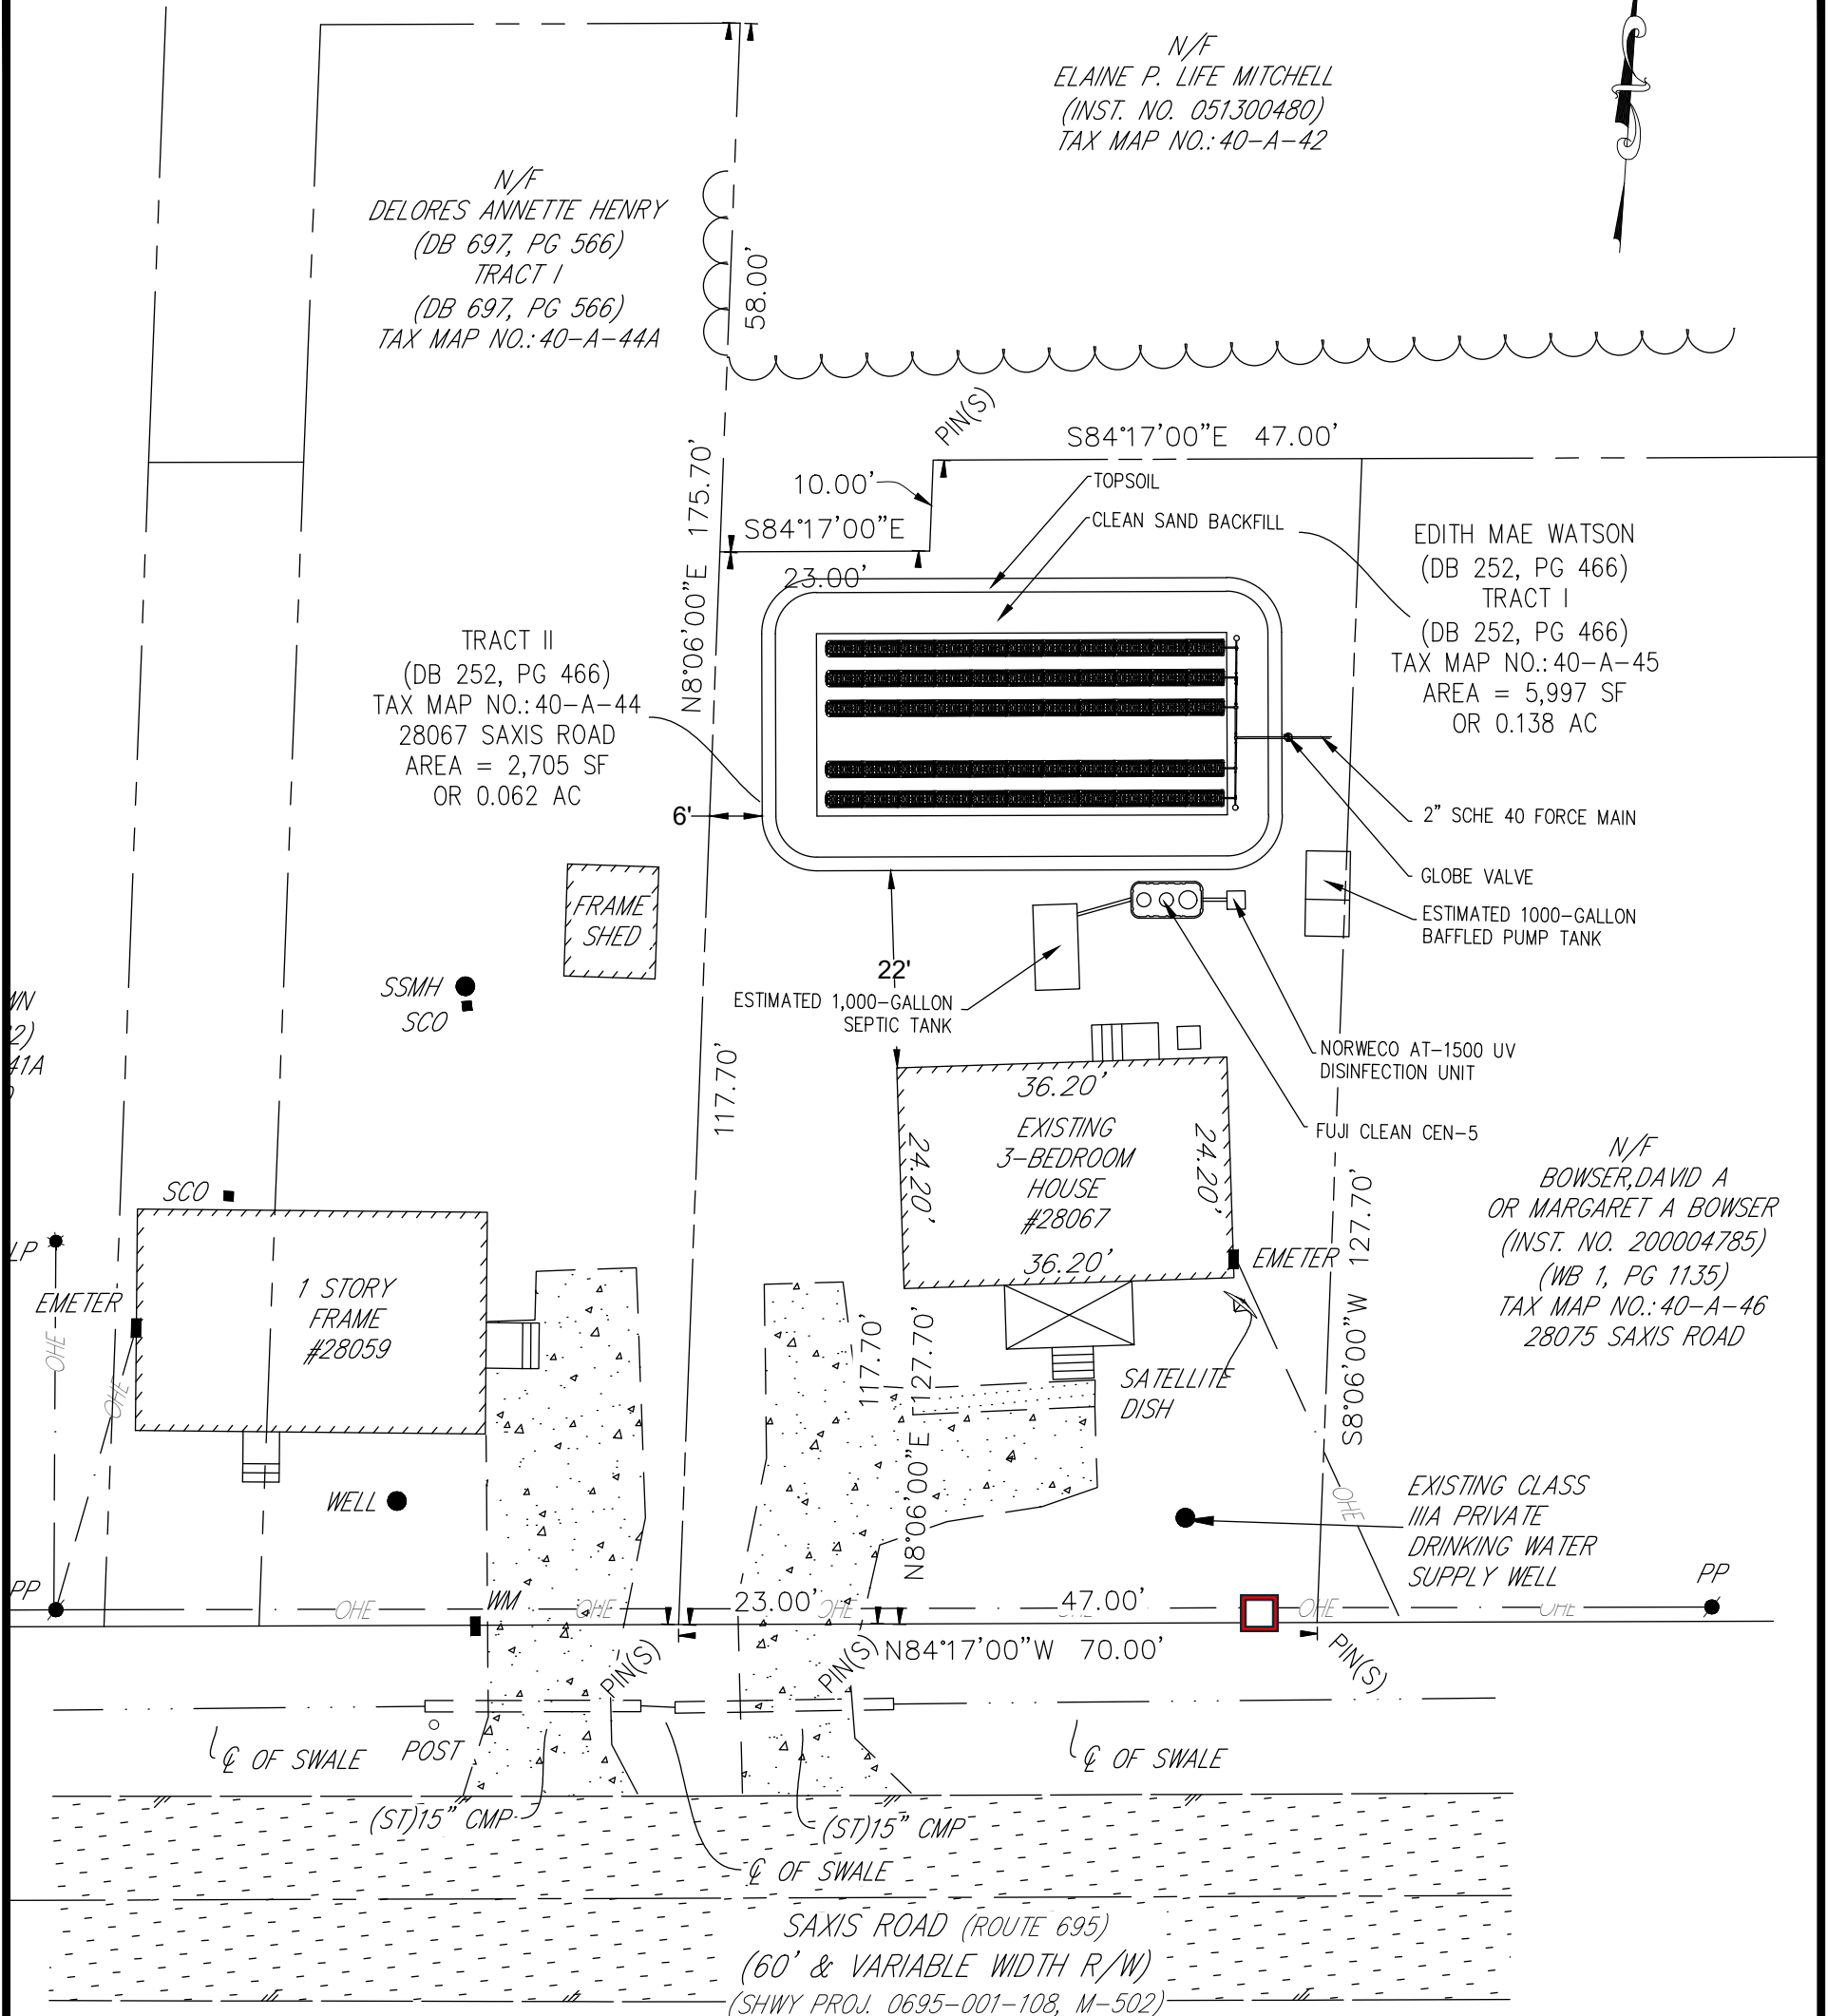 N/F
ELAINE P. LIFE MITCHELL
(INST. NO. 051300480)
TAX MAP NO.: 40-A-42
N/F
DELORES ANNETTE HENRY
(DB 697, PG 566)
TRACT I
(DB 697, PG 566)
TAX MAP NO.: 40-A-44A
58.00'
PIN(S)
S84°17'00"E 47.00'
10.00'
S84°17'00"E
23.00'
N8°06'00"E 175.70'
TOPSOIL
CLEAN SAND BACKFILL
EDITH MAE WATSON
(DB 252, PG 466)
TRACT I
(DB 252, PG 466)
TAX MAP NO.: 40-A-45
AREA = 5,997 SF
OR 0.138 AC
TRACT II
(DB 252, PG 466)
TAX MAP NO.: 40-A-44
28067 SAXIS ROAD
AREA = 2,705 SF
OR 0.062 AC
6'
2" SCHE 40 FORCE MAIN
GLOBE VALVE
ESTIMATED 1000-GALLON
BAFFLED PUMP TANK
FRAME
SHED
SSMH
SCO
22'
ESTIMATED 1,000-GALLON
SEPTIC TANK
NORWECO AT-1500 UV
DISINFECTION UNIT
FUJI CLEAN CEN-5
WN
2)
41A
117.70'
36.20'
EXISTING
3-BEDROOM
HOUSE
#28067
36.20'
24.20'
24.20'
EMETER
S8°06'00"W 127.70'
N/F
BOWSER,DAVID A
OR MARGARET A BOWSER
(INST. NO. 200004785)
(WB 1, PG 1135)
TAX MAP NO.: 40-A-46
28075 SAXIS ROAD
SCO
LP
EMETER
OHE
OHE
1 STORY
FRAME
#28059
117.70'
N8°06'00"E 127.70'
SATELLITE
DISH
WELL
EXISTING CLASS
IIIA PRIVATE
DRINKING WATER
SUPPLY WELL
OHE
PP
PP
WM
OHE
OHE
23.00'
OHE
47.00'
OHE
OHE
OHE
N84°17'00"W 70.00'
PIN(S)
PIN(S)
PIN(S)
℄ OF SWALE
POST
℄ OF SWALE
(ST)15" CMP
(ST)15" CMP
℄ OF SWALE
SAXIS ROAD (ROUTE 695)
(60' & VARIABLE WIDTH R/W)
(SHWY PROJ. 0695-001-108, M-502)